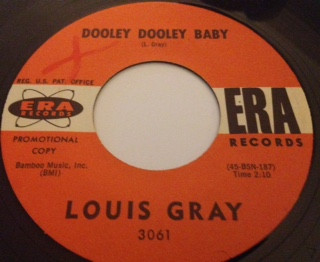 DOOLEY DOOLEY BABY
(L. Gray)
REG. U.S. PAT. OFFICE
ERA
RECORDS
PROMOTIONAL
COPY
Bamboo Music, Inc.
(BMI)
ERA
RECORDS
(45-BSN-187)
Time 2:10
LOUIS GRAY
3061